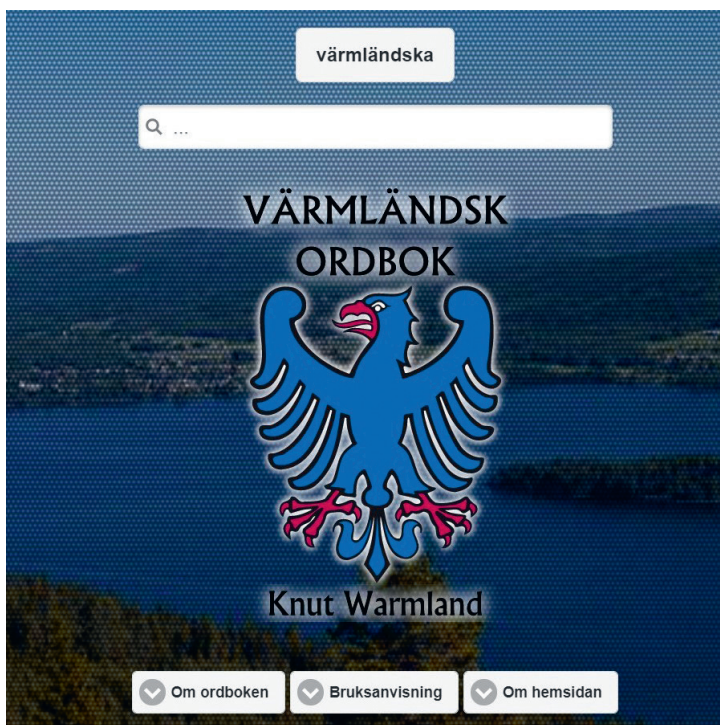 värmländska
...
VÄRMLÄNDSK
ORDBOK
Knut Warmland
Om ordboken Bruksanvisning Om hemsidan